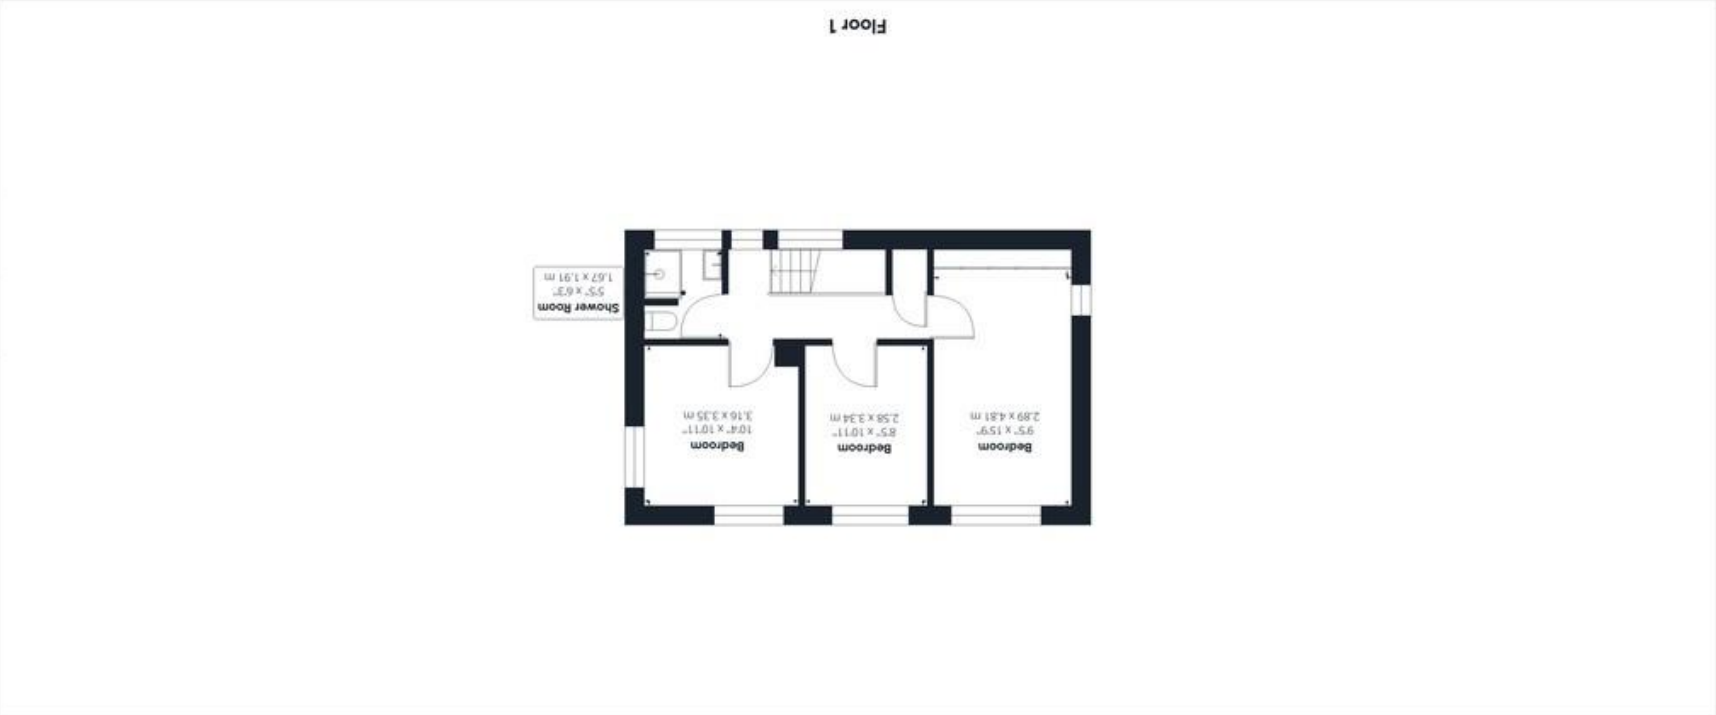 Bedroom
9'5" x 15'9"
2.89 x 4.81 m
Bedroom
8'5" x 10'11"
2.58 x 3.34 m
Bedroom
10'4" x 10'11"
3.16 x 3.35 m
Shower Room
5'5" x 6'3"
1.67 x 1.91 m
Floor 1